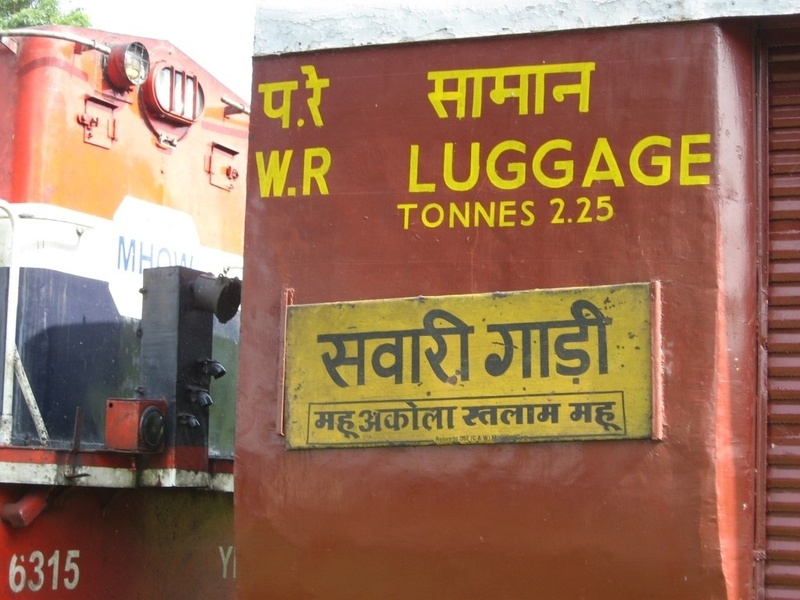 प.रे सामान
W.R LUGGAGE
TONNES 2.25
सवारी गाड़ी
महू अकोला रतलाम महू
MHOW
6315